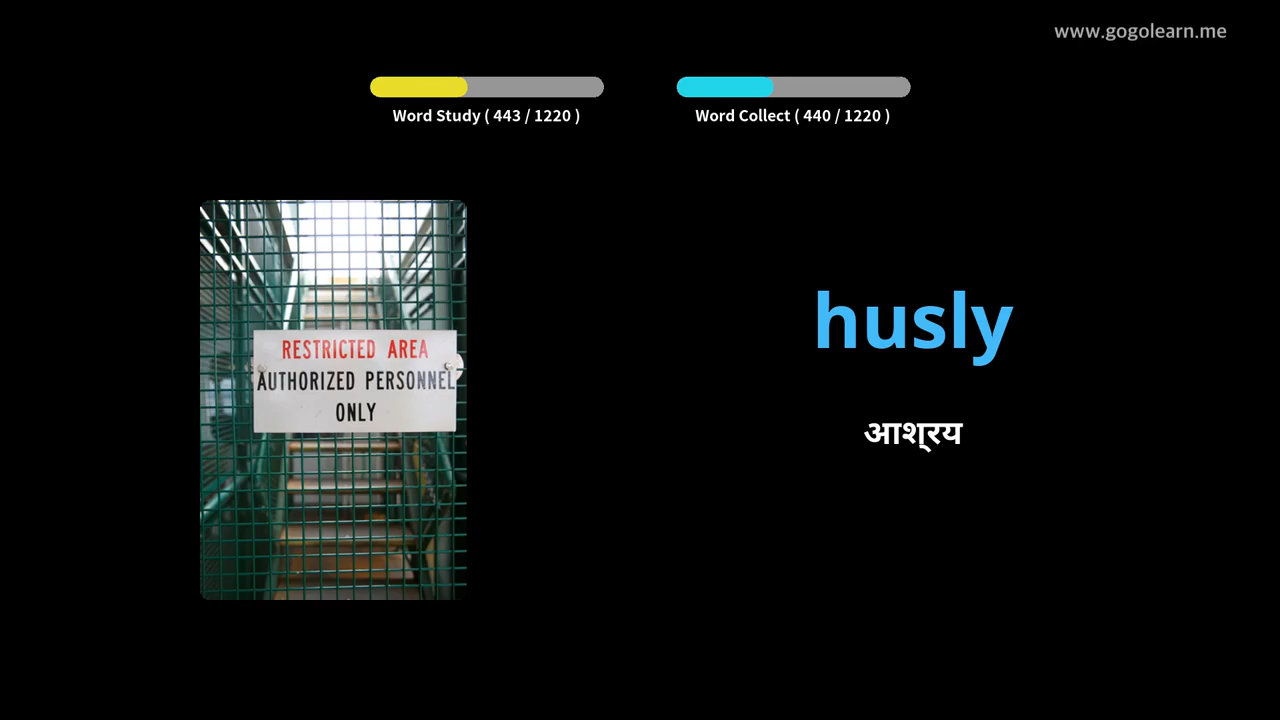 www.gogolearn.me
Word Study ( 443 / 1220 )
Word Collect ( 440 / 1220 )
RESTRICTED AREA
AUTHORIZED PERSONNEL
ONLY
husly
आश्रय